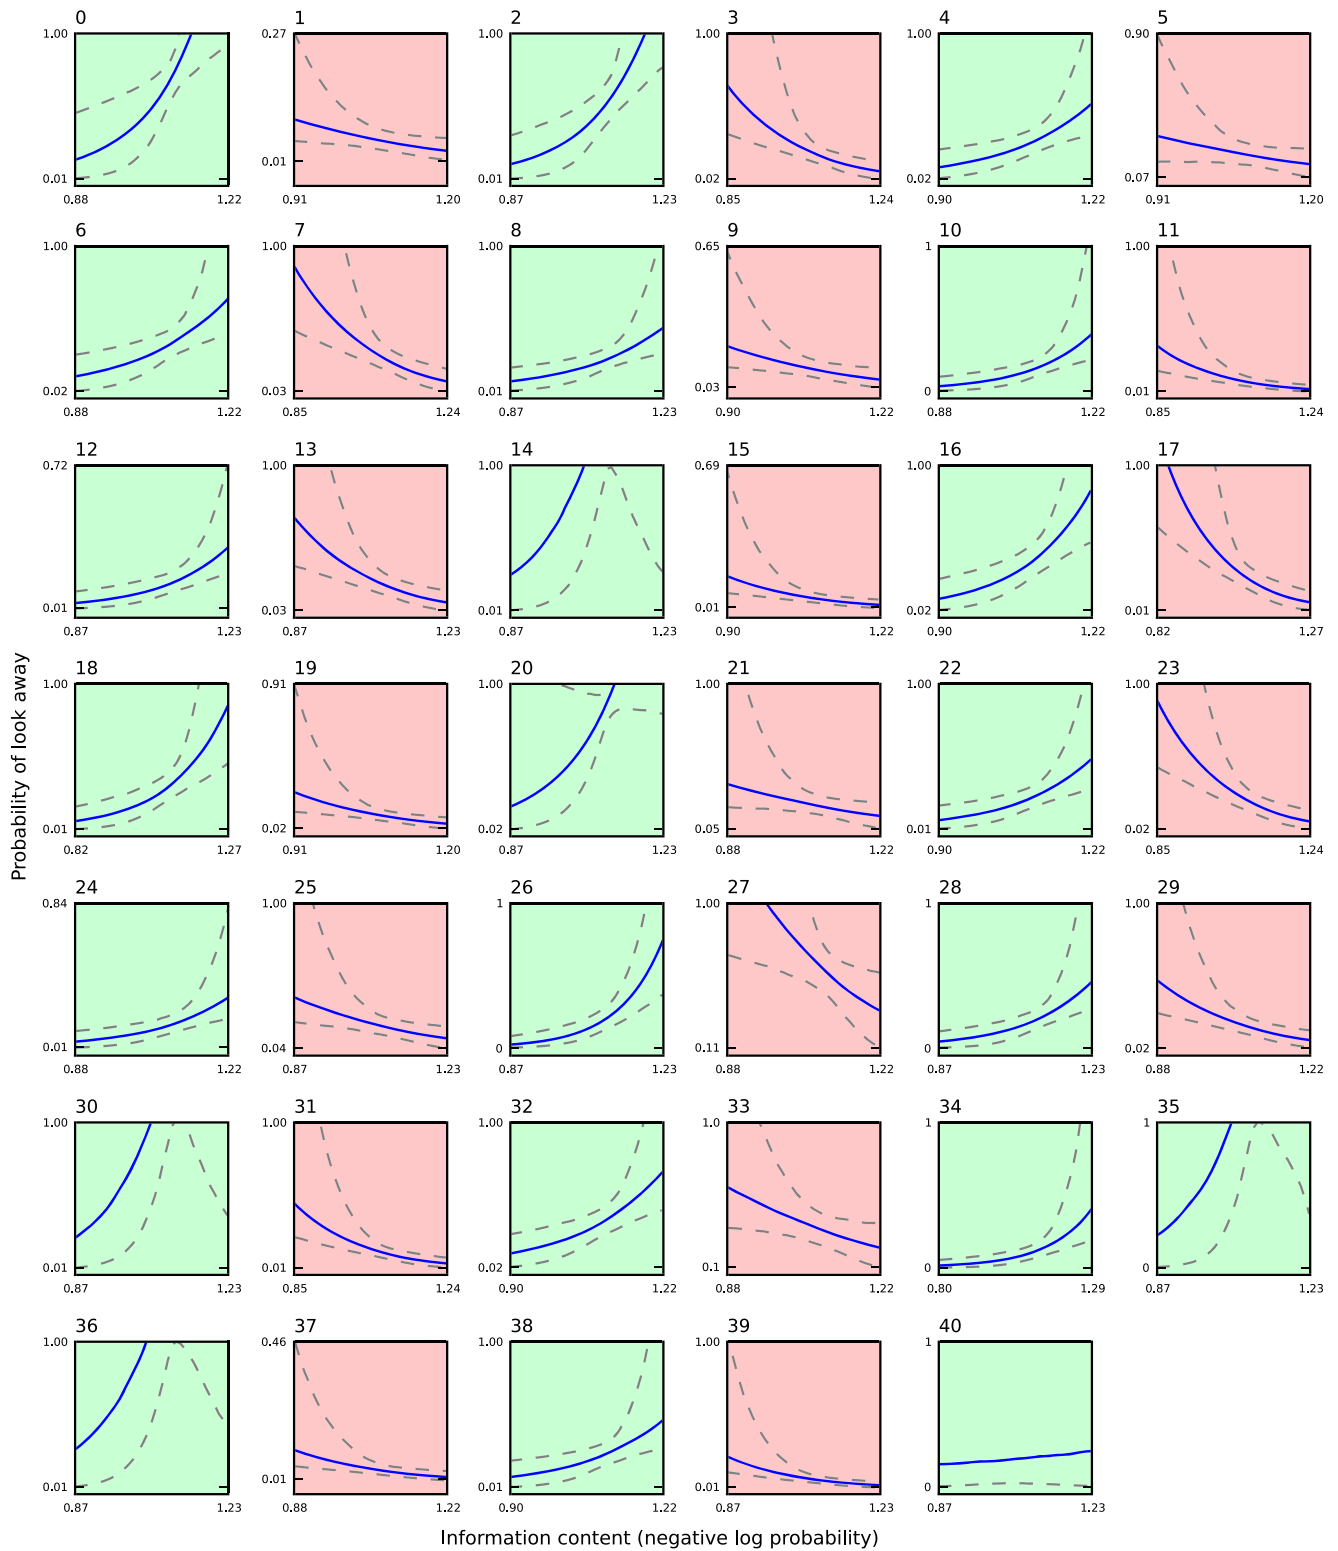 0 1 2 3 4 5
1.00 0.27 1.00 1.00 1.00 0.90
0.01 0.01 0.01 0.02 0.02 0.07
0.88 1.22 0.91 1.20 0.87 1.23 0.85 1.24 0.90 1.22 0.91 1.20
6 7 8 9 10 11
1.00 1.00 1.00 0.65 1 1.00
0.02 0.03 0.01 0.03 0 0.01
0.88 1.22 0.85 1.24 0.87 1.23 0.90 1.22 0.88 1.22 0.85 1.24
12 13 14 15 16 17
0.72 1.00 1.00 0.69 1.00 1.00
0.01 0.03 0.01 0.01 0.02 0.01
0.87 1.23 0.87 1.23 0.87 1.23 0.90 1.22 0.90 1.22 0.82 1.27
Probability of look away
18 19 20 21 22 23
1.00 0.91 1.00 1.00 1.00 1.00
0.01 0.02 0.02 0.05 0.01 0.02
0.82 1.27 0.91 1.20 0.87 1.23 0.88 1.22 0.90 1.22 0.85 1.24
24 25 26 27 28 29
0.84 1.00 1 1.00 1 1.00
0.01 0.04 0 0.11 0 0.02
0.88 1.22 0.87 1.23 0.87 1.23 0.88 1.22 0.87 1.23 0.88 1.22
30 31 32 33 34 35
1.00 1.00 1.00 1.00 1 1
0.01 0.01 0.02 0.1 0 0
0.87 1.23 0.85 1.24 0.90 1.22 0.88 1.22 0.80 1.29 0.87 1.23
36 37 38 39 40
1.00 0.46 1.00 1.00 1
0.01 0.01 0.01 0.01 0
0.87 1.23 0.88 1.22 0.90 1.22 0.87 1.23 0.87 1.23
Information content (negative log probability)